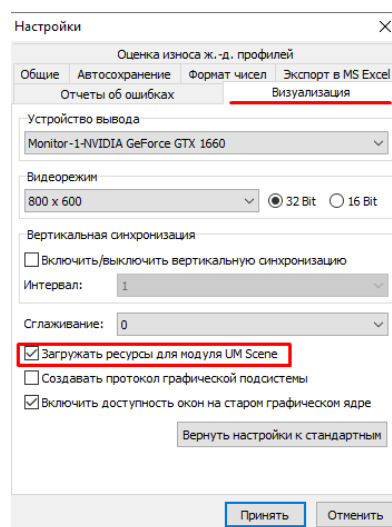 Настройки
Оценка износа ж.-д. профилей
Общие Автосохранение Формат чисел Экспорт в MS Excel
Отчеты об ошибках Визуализация
Устройство вывода
Monitor-1-NVIDIA GeForce GTX 1660
Видеорежим
800 x 600 32 Bit 16 Bit
Вертикальная синхронизация
Включить/выключить вертикальную синхронизацию
Интервал: 1
Сглаживание: 0
Загружать ресурсы для модуля UM Scene
Создавать протокол графической подсистемы
Включить доступность окон на старом графическом ядре
Вернуть настройки к стандартным
Принять Отменить